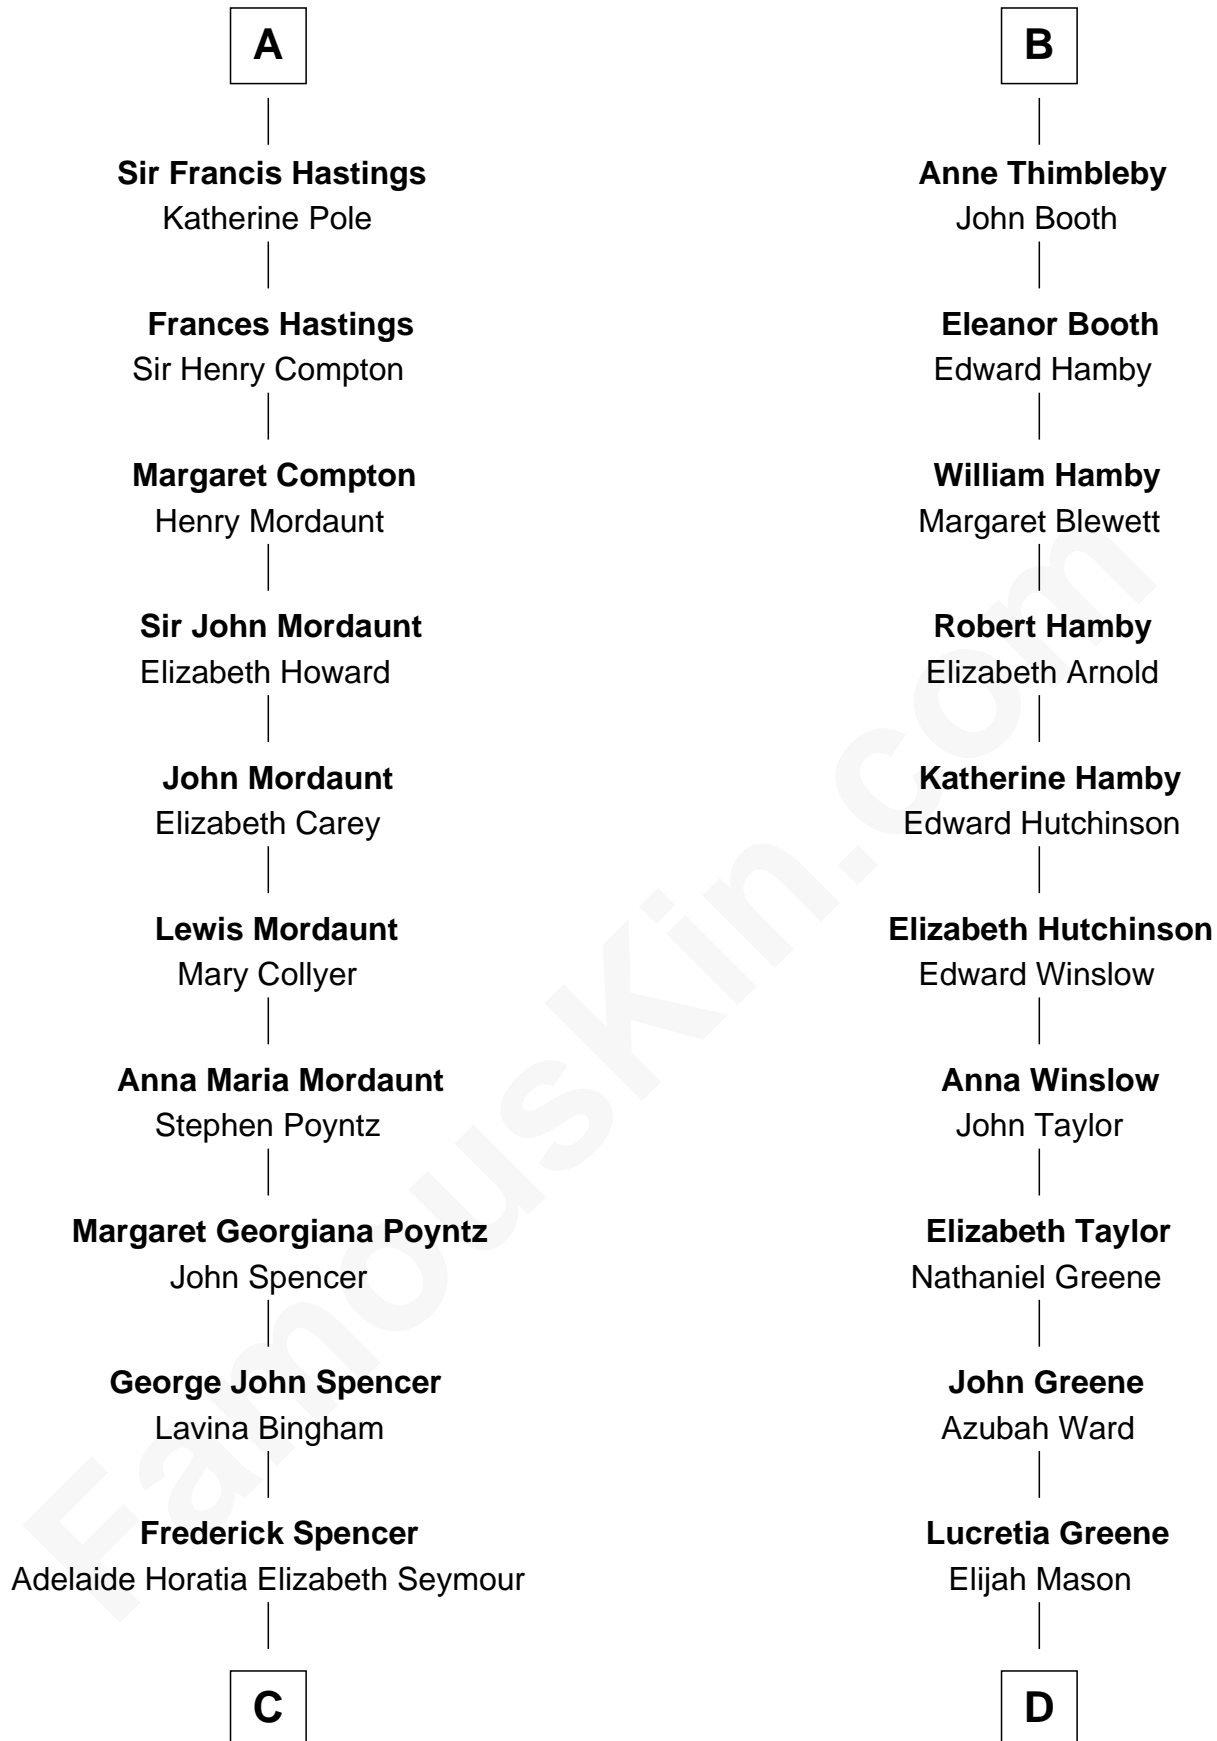 A
Sir Francis Hastings
Katherine Pole
Frances Hastings
Sir Henry Compton
Margaret Compton
Henry Mordaunt
Sir John Mordaunt
Elizabeth Howard
John Mordaunt
Elizabeth Carey
Lewis Mordaunt
Mary Collyer
Anna Maria Mordaunt
Stephen Poyntz
Margaret Georgiana Poyntz
John Spencer
George John Spencer
Lavina Bingham
Frederick Spencer
Adelaide Horatia Elizabeth Seymour
C
B
Anne Thimbleby
John Booth
Eleanor Booth
Edward Hamby
William Hamby
Margaret Blewett
Robert Hamby
Elizabeth Arnold
Katherine Hamby
Edward Hutchinson
Elizabeth Hutchinson
Edward Winslow
Anna Winslow
John Taylor
Elizabeth Taylor
Nathaniel Greene
John Greene
Azubah Ward
Lucretia Greene
Elijah Mason
D
FamousKin.com